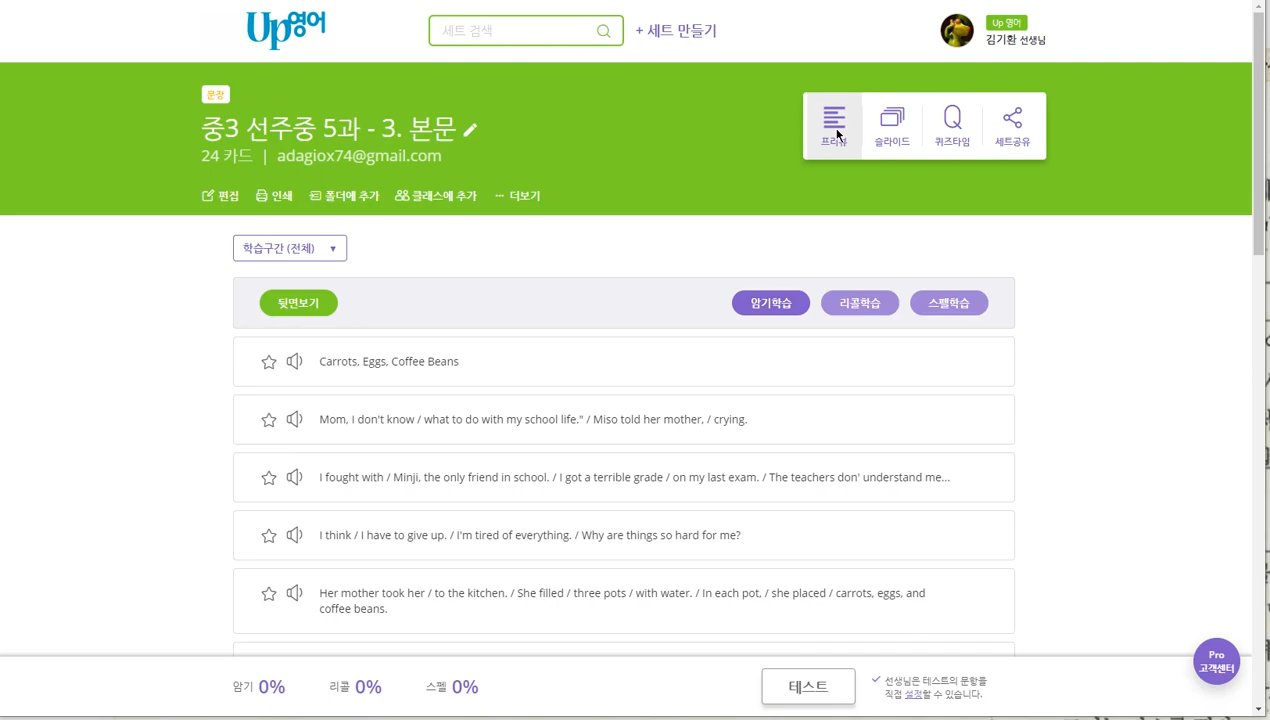 Up영어
세트 검색
+ 세트 만들기
Up 영어
김기환 선생님
문장
중3 선주중 5과 - 3. 본문
24 카드 | adagiox74@gmail.com
편집 인쇄 폴더에 추가 클래스에 추가 ··· 더보기
프리뷰 슬라이드 퀴즈타임 세트공유
학습구간 (전체) ▼
뒷면보기 암기학습 리콜학습 스펠학습
Carrots, Eggs, Coffee Beans
Mom, I don't know / what to do with my school life." / Miso told her mother, / crying.
I fought with / Minji, the only friend in school. / I got a terrible grade / on my last exam. / The teachers don' understand me...
I think / I have to give up. / I'm tired of everything. / Why are things so hard for me?
Her mother took her / to the kitchen. / She filled / three pots / with water. / In each pot, / she placed / carrots, eggs, and
coffee beans.
암기 0% 리콜 0% 스펠 0%
테스트
선생님은 테스트의 문항을
직접 설정할 수 있습니다.
Pro
고객센터